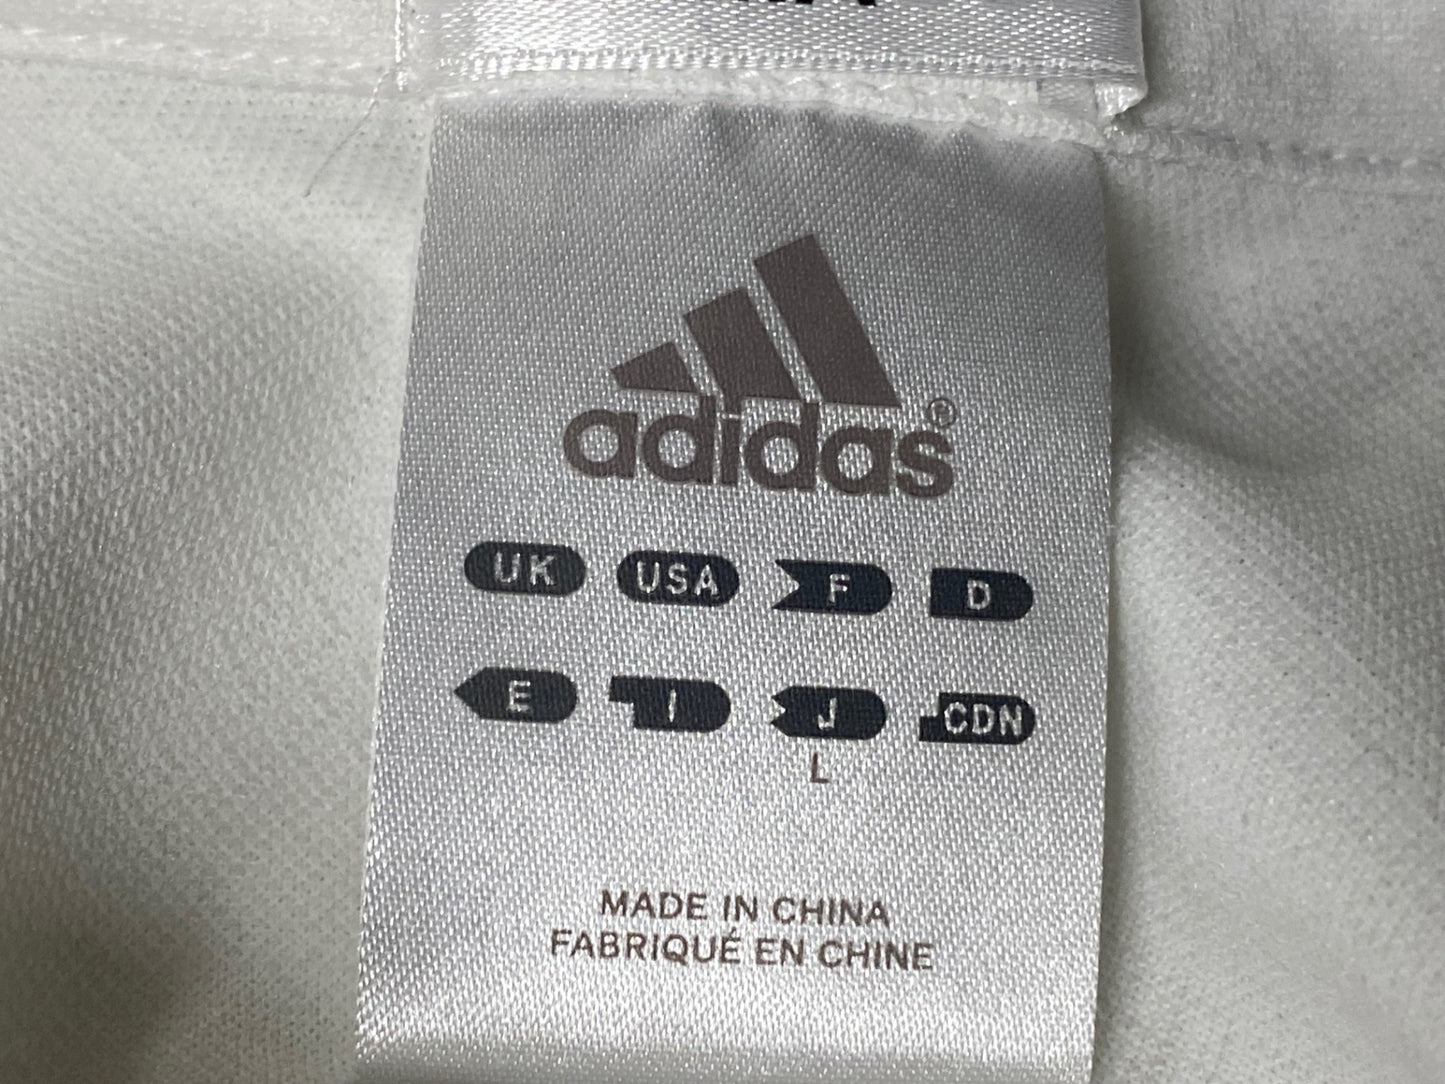 adidas®
UK USA F D
E I J CDN
L
MADE IN CHINA
FABRIQUÉ EN CHINE